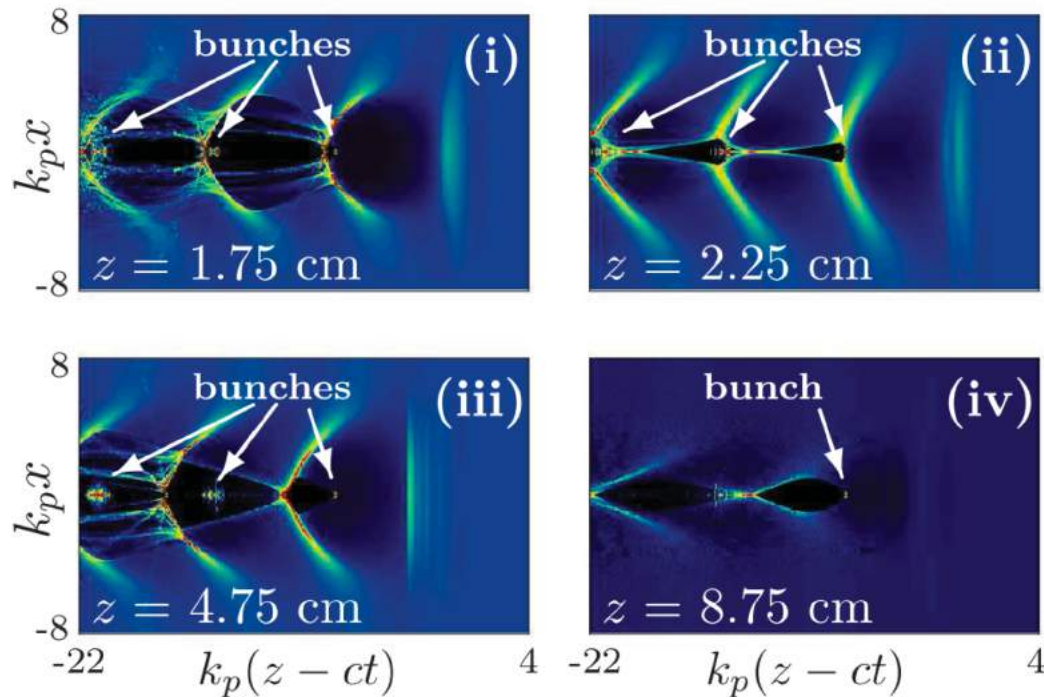 8
bunches
(i)
k_p x
z = 1.75 cm
-8
bunches
(ii)
z = 2.25 cm
8
bunches
(iii)
k_p x
z = 4.75 cm
-8
-22
k_p(z − ct)
4
bunch
(iv)
z = 8.75 cm
-22
k_p(z − ct)
4